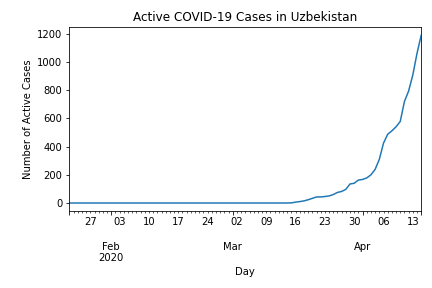 Active COVID-19 Cases in Uzbekistan
1200
1000
800
600
400
200
0
Number of Active Cases
27 03 10 17 24 02 09 16 23 30 06 13
Feb Mar Apr
2020
Day